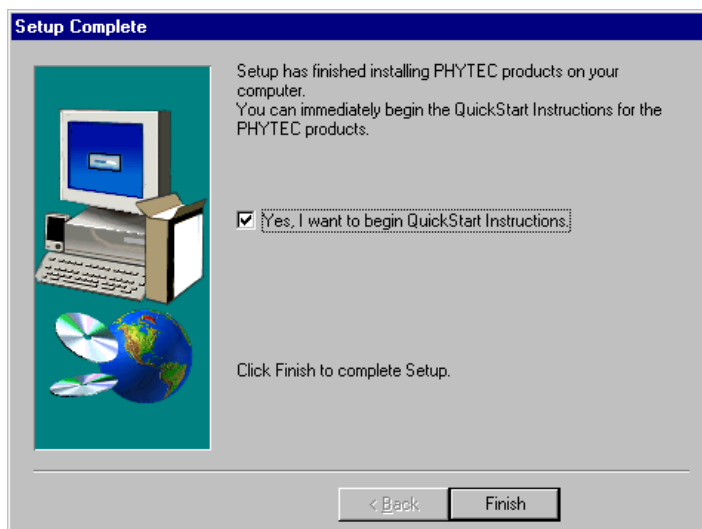 Setup Complete
Setup has finished installing PHYTEC products on your
computer.
You can immediately begin the QuickStart Instructions for the
PHYTEC products.
Yes, I want to begin QuickStart Instructions.
Click Finish to complete Setup.
< Back
Finish